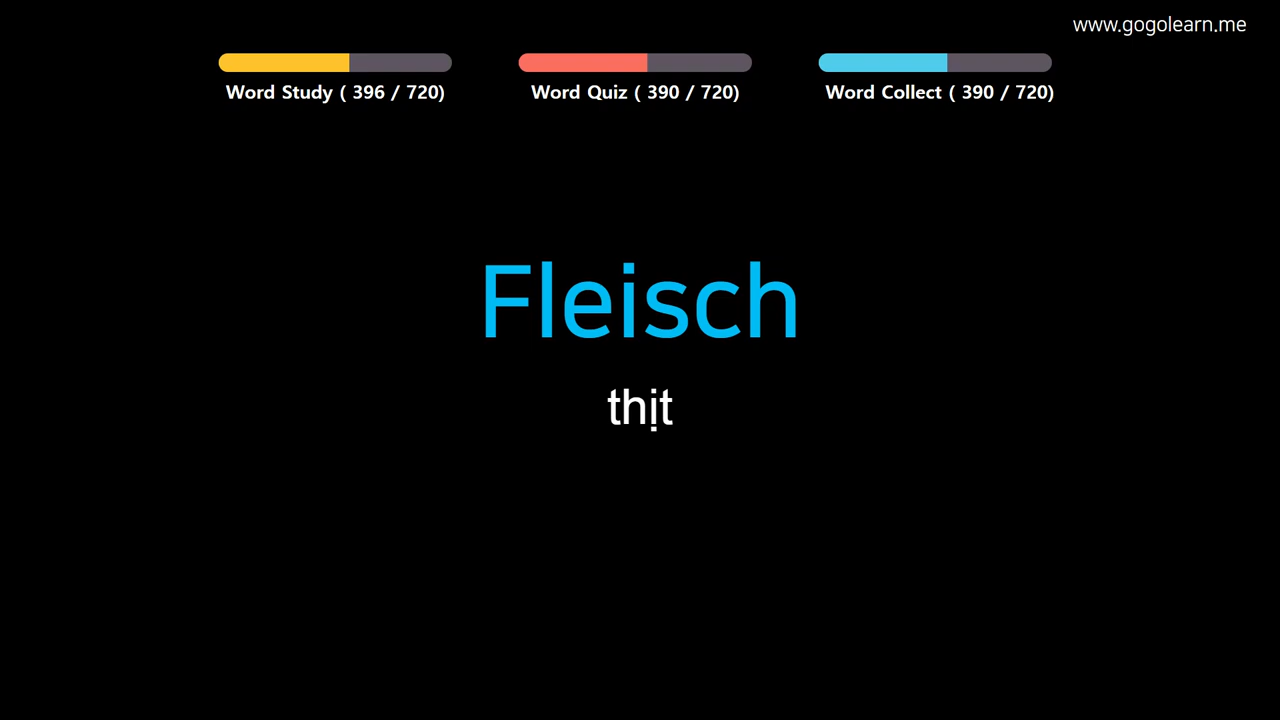 www.gogolearn.me
Word Study ( 396 / 720)
Word Quiz ( 390 / 720)
Word Collect ( 390 / 720)
Fleisch
thịt